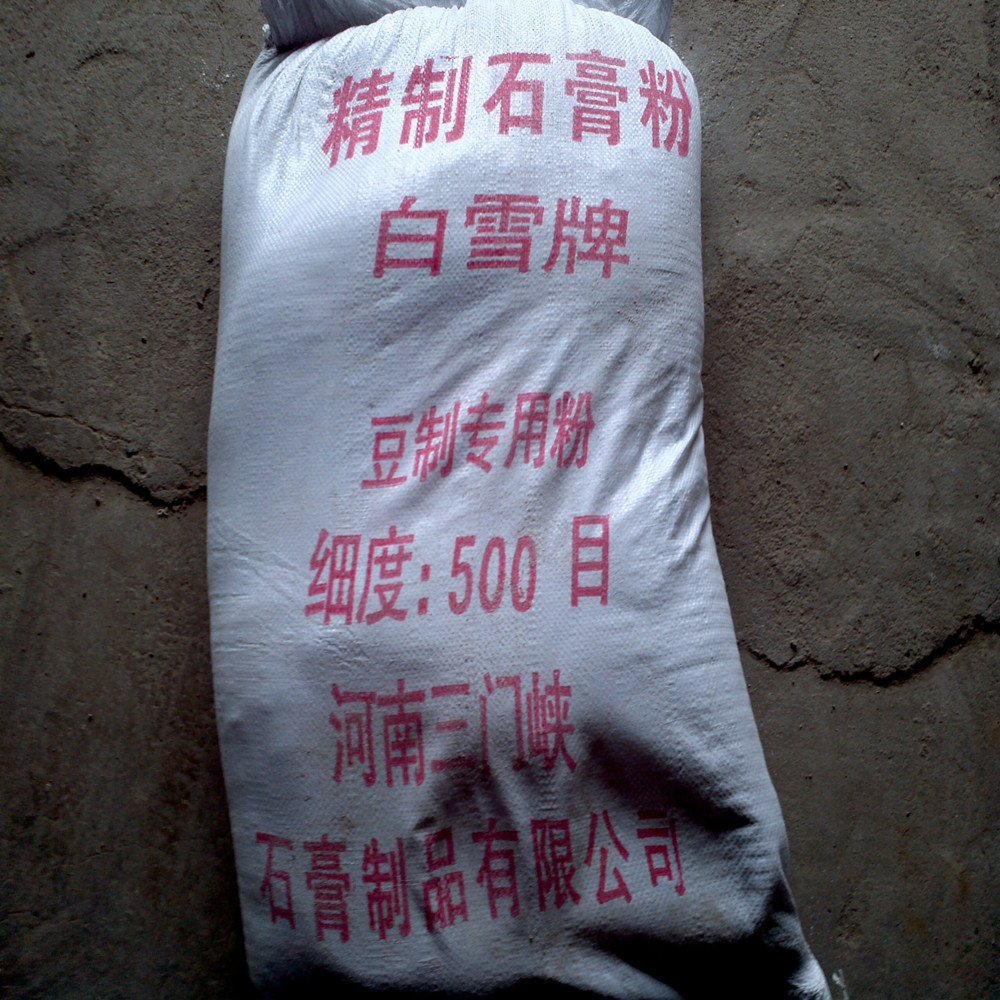 精制石膏粉
白雪牌
豆制专用粉
细度:500目
河南三门峡
石膏制品有限公司